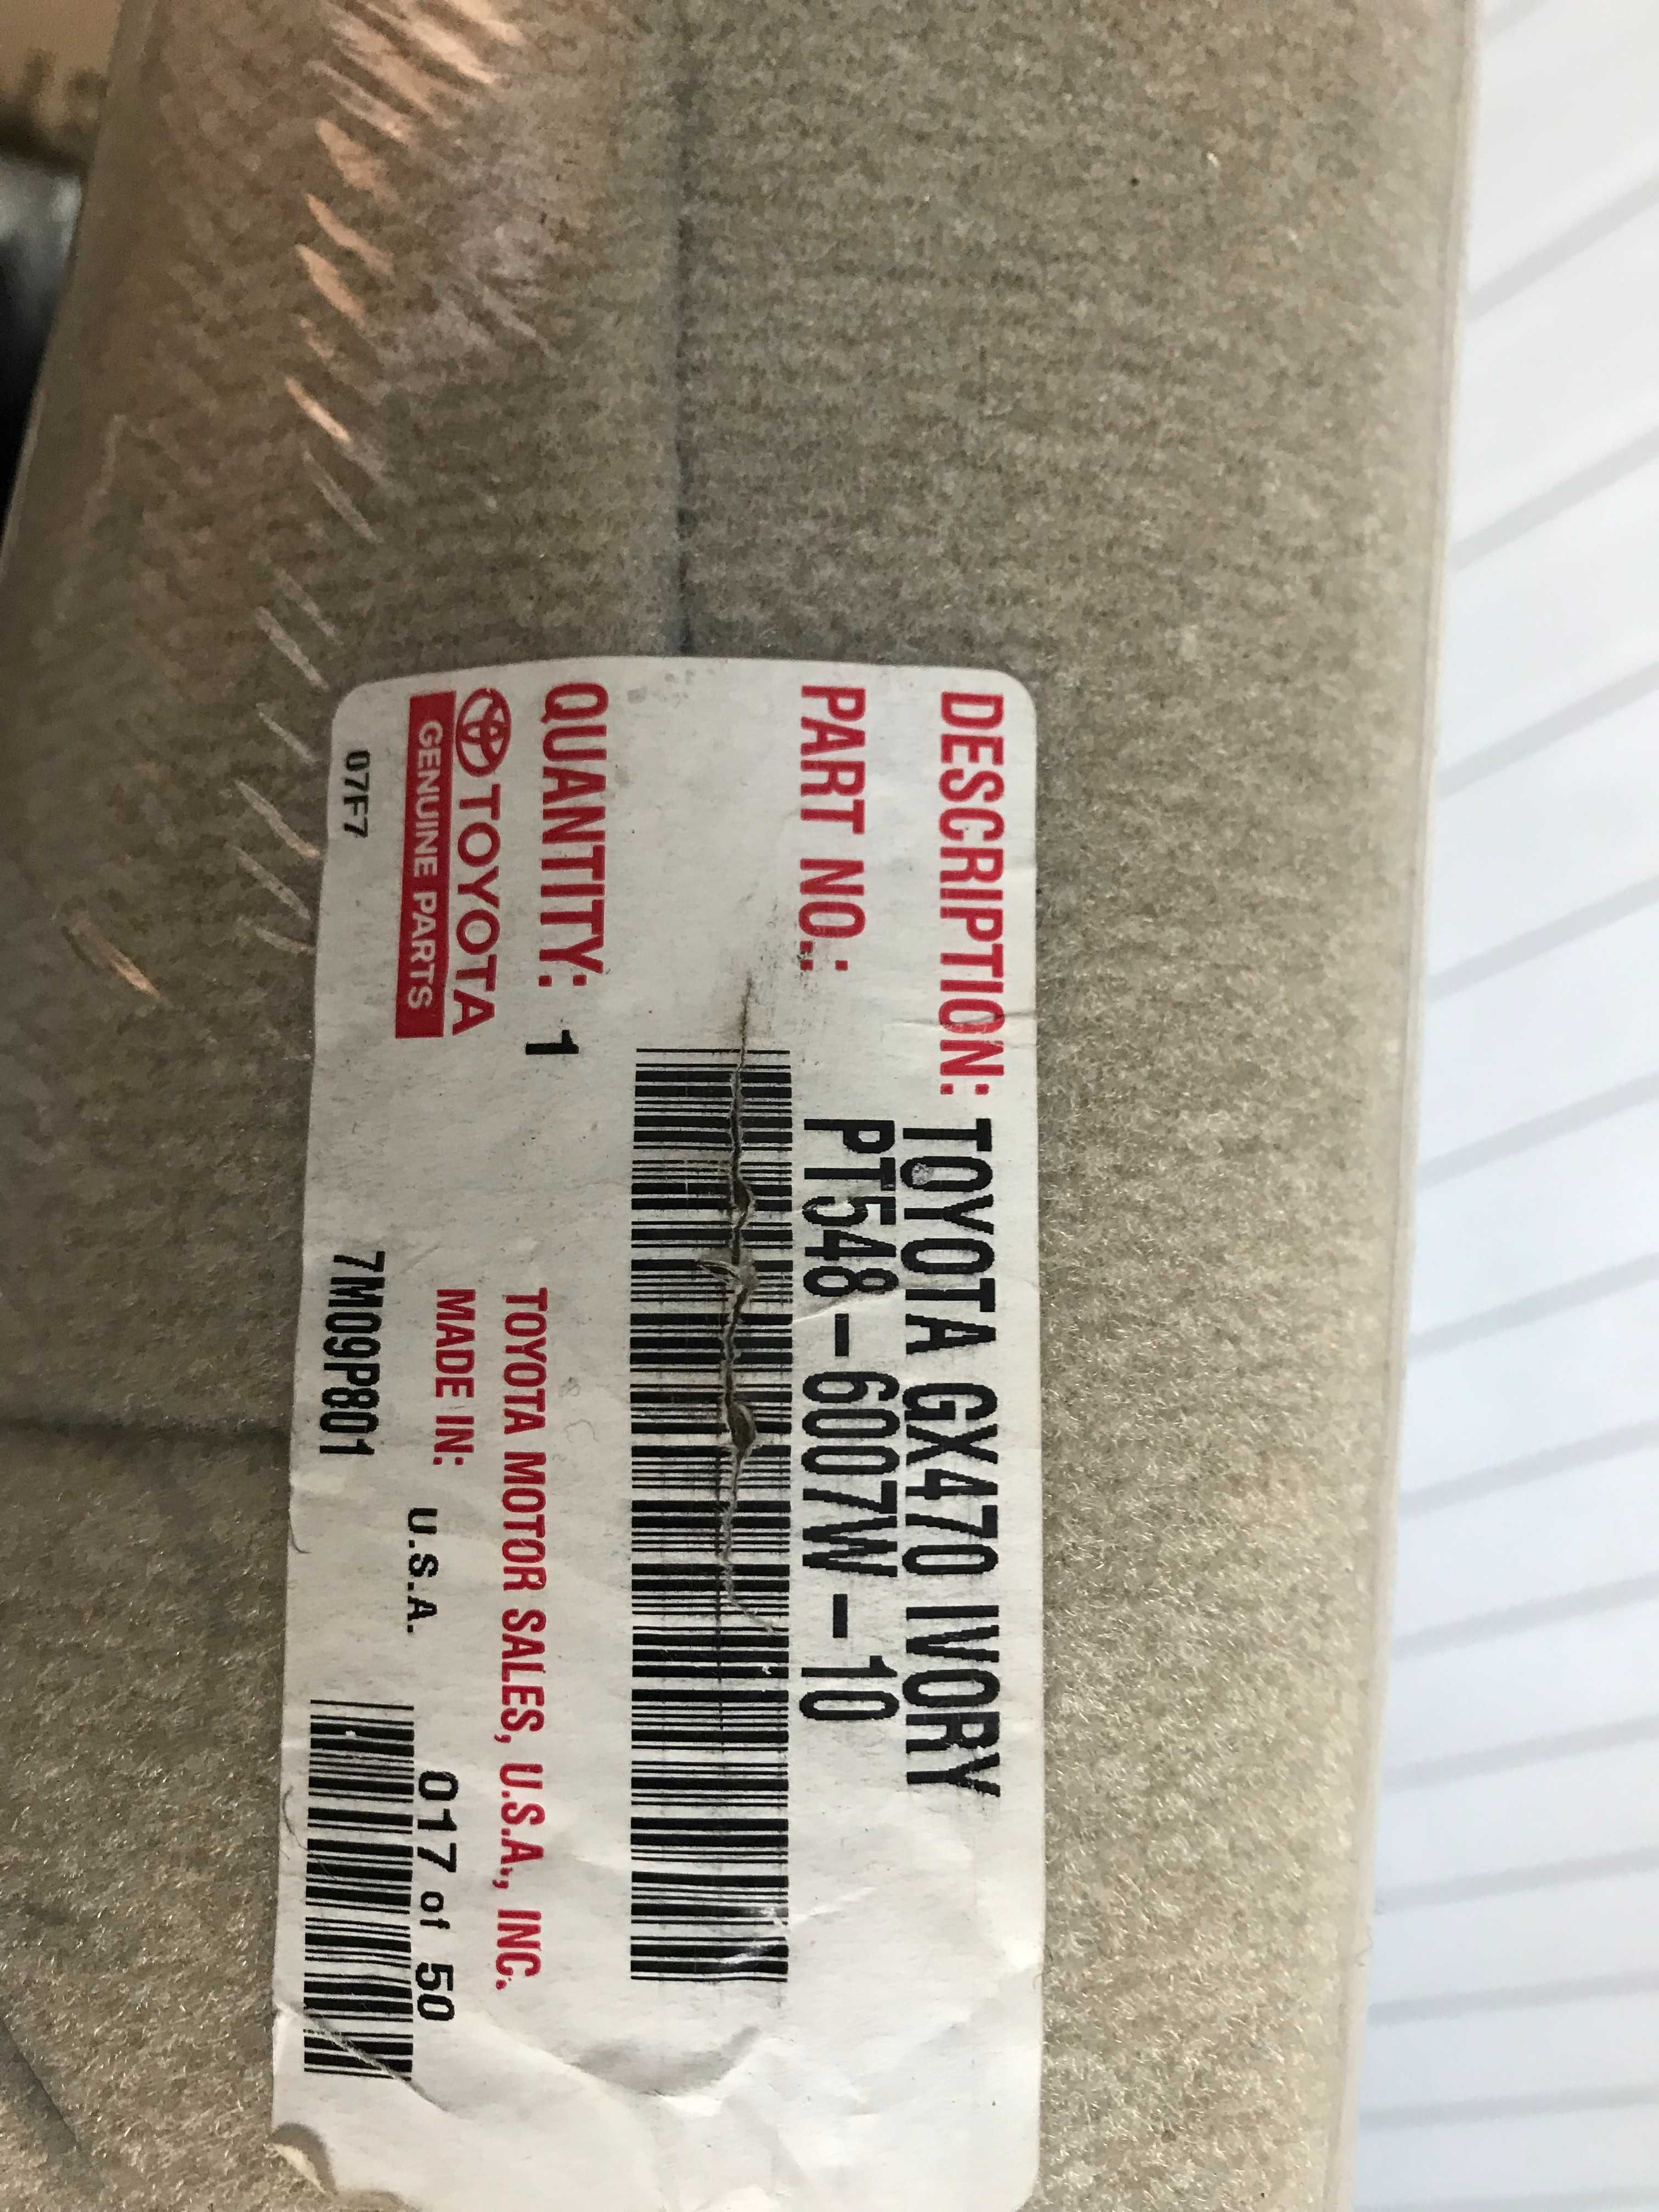 DESCRIPTION: TOYOTA GX470 IVORY
PART NO.: PT548-6007W-10
QUANTITY: 1
TOYOTA
GENUINE PARTS
TOYOTA MOTOR SALES, U.S.A., INC.
MADE IN: U.S.A.
017 of 50
07F7
7M09P801